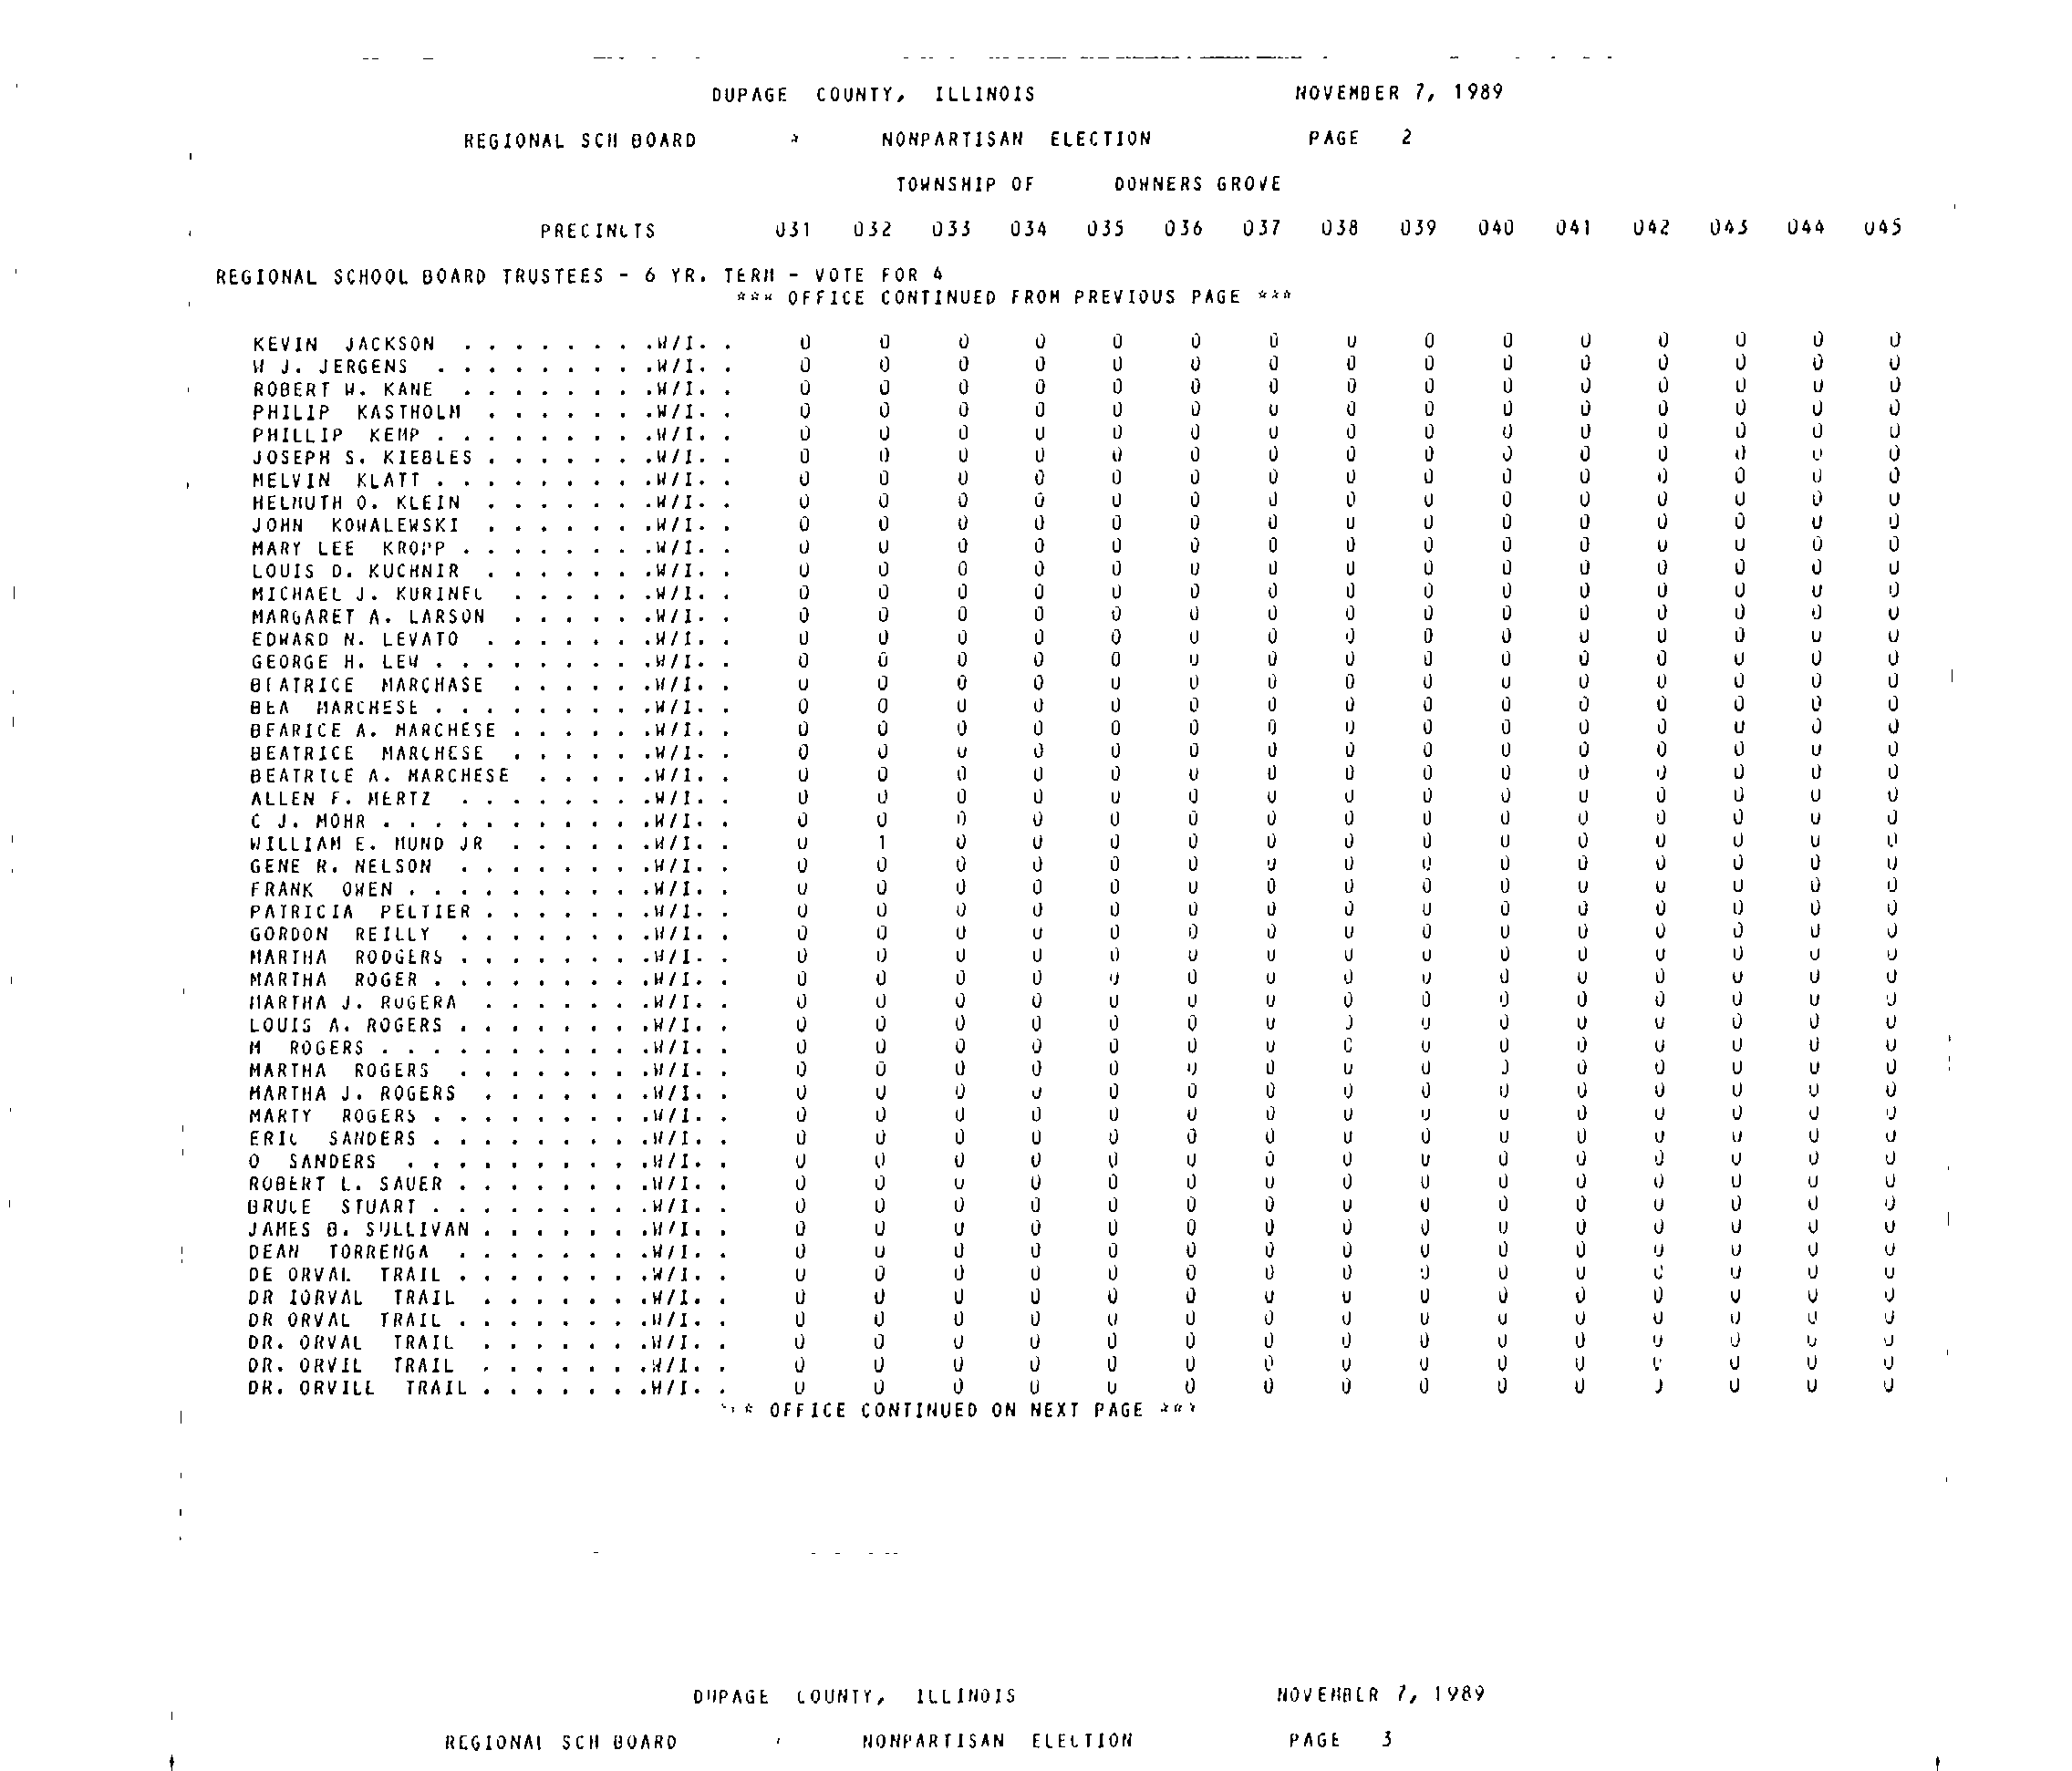 DUPAGE COUNTY, ILLINOIS NOVEMBER 7, 1989
REGIONAL SCH BOARD * NONPARTISAN ELECTION PAGE 2
TOWNSHIP OF DOWNERS GROVE
PRECINCTS 031 032 033 034 035 036 037 038 039 040 041 042 043 044 045
REGIONAL SCHOOL BOARD TRUSTEES - 6 YR. TERM - VOTE FOR 4
*** OFFICE CONTINUED FROM PREVIOUS PAGE ***
KEVIN JACKSON . . . . . . . .W/I. . 0 0 0 0 0 0 0 0 0 0 0 0 0 0 0
W J. JERGENS . . . . . . . . .W/I. . 0 0 0 0 0 0 0 0 0 0 0 0 0 0 0
ROBERT W. KANE . . . . . . . .W/I. . 0 0 0 0 0 0 0 0 0 0 0 0 0 0 0
PHILIP KASTHOLM . . . . . . .W/I. . 0 0 0 0 0 0 0 0 0 0 0 0 0 0 0
PHILLIP KEMP . . . . . . . . .W/I. . 0 0 0 0 0 0 0 0 0 0 0 0 0 0 0
JOSEPH S. KIEBLES . . . . . . .W/I. . 0 0 0 0 0 0 0 0 0 0 0 0 0 0 0
MELVIN KLATT . . . . . . . . .W/I. . 0 0 0 0 0 0 0 0 0 0 0 0 0 0 0
HELMUTH O. KLEIN . . . . . . .W/I. . 0 0 0 0 0 0 0 0 0 0 0 0 0 0 0
JOHN KOWALEWSKI . . . . . . .W/I. . 0 0 0 0 0 0 0 0 0 0 0 0 0 0 0
MARY LEE KROPP . . . . . . . .W/I. . 0 0 0 0 0 0 0 0 0 0 0 0 0 0 0
LOUIS D. KUCHNIR . . . . . . .W/I. . 0 0 0 0 0 0 0 0 0 0 0 0 0 0 0
MICHAEL J. KURINEC . . . . . .W/I. . 0 0 0 0 0 0 0 0 0 0 0 0 0 0 0
MARGARET A. LARSON . . . . . .W/I. . 0 0 0 0 0 0 0 0 0 0 0 0 0 0 0
EDWARD N. LEVATO . . . . . . .W/I. . 0 0 0 0 0 0 0 0 0 0 0 0 0 0 0
GEORGE H. LEW . . . . . . . . .W/I. . 0 0 0 0 0 0 0 0 0 0 0 0 0 0 0
BEATRICE MARCHASE . . . . . .W/I. . 0 0 0 0 0 0 0 0 0 0 0 0 0 0 0
BEA MARCHESE . . . . . . . . .W/I. . 0 0 0 0 0 0 0 0 0 0 0 0 0 0 0
BEARICE A. MARCHESE . . . . . .W/I. . 0 0 0 0 0 0 0 0 0 0 0 0 0 0 0
BEATRICE MARCHESE . . . . . .W/I. . 0 0 0 0 0 0 0 0 0 0 0 0 0 0 0
BEATRICE A. MARCHESE . . . . .W/I. . 0 0 0 0 0 0 0 0 0 0 0 0 0 0 0
ALLEN F. MERTZ . . . . . . . .W/I. . 0 0 0 0 0 0 0 0 0 0 0 0 0 0 0
C J. MOHR . . . . . . . . . . .W/I. . 0 0 0 0 0 0 0 0 0 0 0 0 0 0 0
WILLIAM E. MUND JR . . . . . .W/I. . 0 1 0 0 0 0 0 0 0 0 0 0 0 0 0
GENE R. NELSON . . . . . . . .W/I. . 0 0 0 0 0 0 0 0 0 0 0 0 0 0 0
FRANK OWEN . . . . . . . . . .W/I. . 0 0 0 0 0 0 0 0 0 0 0 0 0 0 0
PATRICIA PELTIER . . . . . . .W/I. . 0 0 0 0 0 0 0 0 0 0 0 0 0 0 0
GORDON REILLY . . . . . . . .W/I. . 0 0 0 0 0 0 0 0 0 0 0 0 0 0 0
MARTHA RODGERS . . . . . . . .W/I. . 0 0 0 0 0 0 0 0 0 0 0 0 0 0 0
MARTHA ROGER . . . . . . . . .W/I. . 0 0 0 0 0 0 0 0 0 0 0 0 0 0 0
MARTHA J. ROGERA . . . . . . .W/I. . 0 0 0 0 0 0 0 0 0 0 0 0 0 0 0
LOUIS A. ROGERS . . . . . . . .W/I. . 0 0 0 0 0 0 0 0 0 0 0 0 0 0 0
M ROGERS . . . . . . . . . . .W/I. . 0 0 0 0 0 0 0 0 0 0 0 0 0 0 0
MARTHA ROGERS . . . . . . . .W/I. . 0 0 0 0 0 0 0 0 0 0 0 0 0 0 0
MARTHA J. ROGERS . . . . . . .W/I. . 0 0 0 0 0 0 0 0 0 0 0 0 0 0 0
MARTY ROGERS . . . . . . . . .W/I. . 0 0 0 0 0 0 0 0 0 0 0 0 0 0 0
ERIC SANDERS . . . . . . . . .W/I. . 0 0 0 0 0 0 0 0 0 0 0 0 0 0 0
O SANDERS . . . . . . . . . .W/I. . 0 0 0 0 0 0 0 0 0 0 0 0 0 0 0
ROBERT L. SAUER . . . . . . . .W/I. . 0 0 0 0 0 0 0 0 0 0 0 0 0 0 0
BRUCE STUART . . . . . . . . .W/I. . 0 0 0 0 0 0 0 0 0 0 0 0 0 0 0
JAMES B. SULLIVAN . . . . . . .W/I. . 0 0 0 0 0 0 0 0 0 0 0 0 0 0 0
DEAN TORRENGA . . . . . . . .W/I. . 0 0 0 0 0 0 0 0 0 0 0 0 0 0 0
DE ORVAL TRAIL . . . . . . . .W/I. . 0 0 0 0 0 0 0 0 0 0 0 0 0 0 0
DR IORVAL TRAIL . . . . . . .W/I. . 0 0 0 0 0 0 0 0 0 0 0 0 0 0 0
DR ORVAL TRAIL . . . . . . . .W/I. . 0 0 0 0 0 0 0 0 0 0 0 0 0 0 0
DR. ORVAL TRAIL . . . . . . .W/I. . 0 0 0 0 0 0 0 0 0 0 0 0 0 0 0
DR. ORVIL TRAIL . . . . . . .W/I. . 0 0 0 0 0 0 0 0 0 0 0 0 0 0 0
DR. ORVILL TRAIL . . . . . . .W/I. . 0 0 0 0 0 0 0 0 0 0 0 0 0 0 0
*** OFFICE CONTINUED ON NEXT PAGE ***
DUPAGE COUNTY, ILLINOIS NOVEMBER 7, 1989
REGIONAL SCH BOARD NONPARTISAN ELECTION PAGE 3